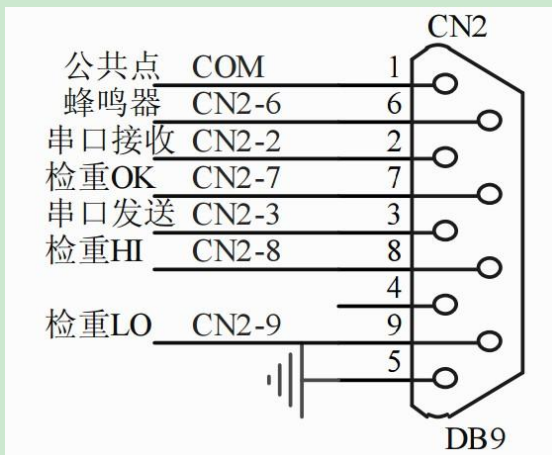 CN2
公共点 COM 1
蜂鸣器 CN2-6 6
串口接收 CN2-2 2
检重OK CN2-7 7
串口发送 CN2-3 3
检重HI CN2-8 8
4
检重LO CN2-9 9
5
DB9